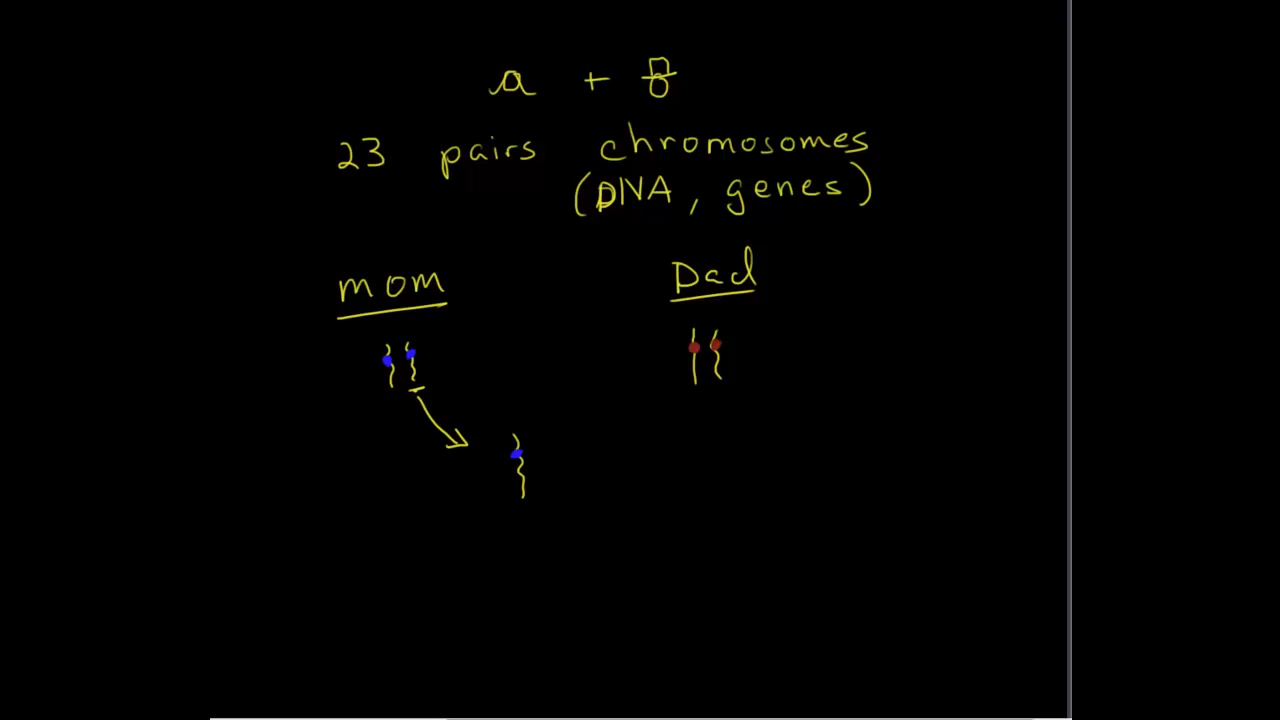 a +
23 pairs chromosomes
(DNA, genes)
mom Dad